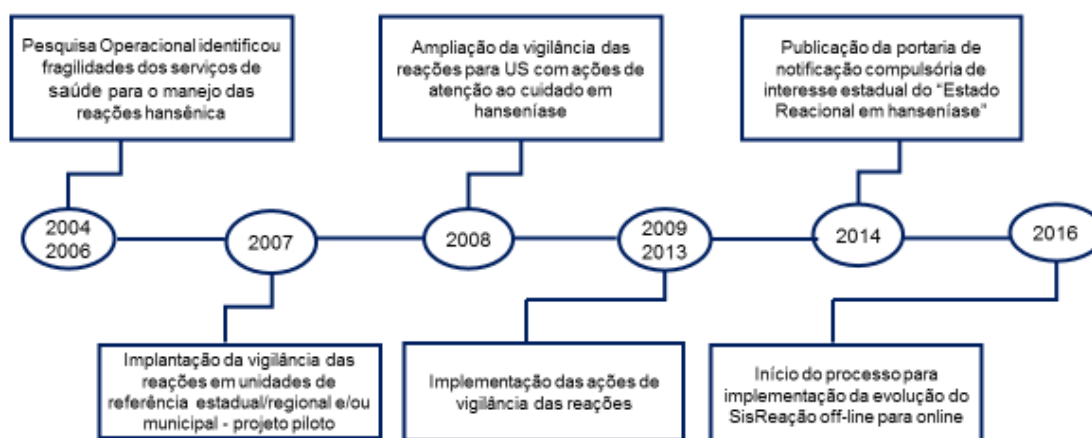 Pesquisa Operacional identificou
fragilidades dos serviços de
saúde para o manejo das
reações hansênica
Ampliação da vigilância das
reações para US com ações de
atenção ao cuidado em
hanseníase
Publicação da portaria de
notificação compulsória de
interesse estadual do “Estado
Reacional em hanseníase”
2004
2006
2007
2008
2009
2013
2014
2016
Implantação da vigilância das
reações em unidades de
referência estadual/regional e/ou
municipal - projeto piloto
Implementação das ações de
vigilância das reações
Início do processo para
implementação da evolução do
SisReação off-line para online